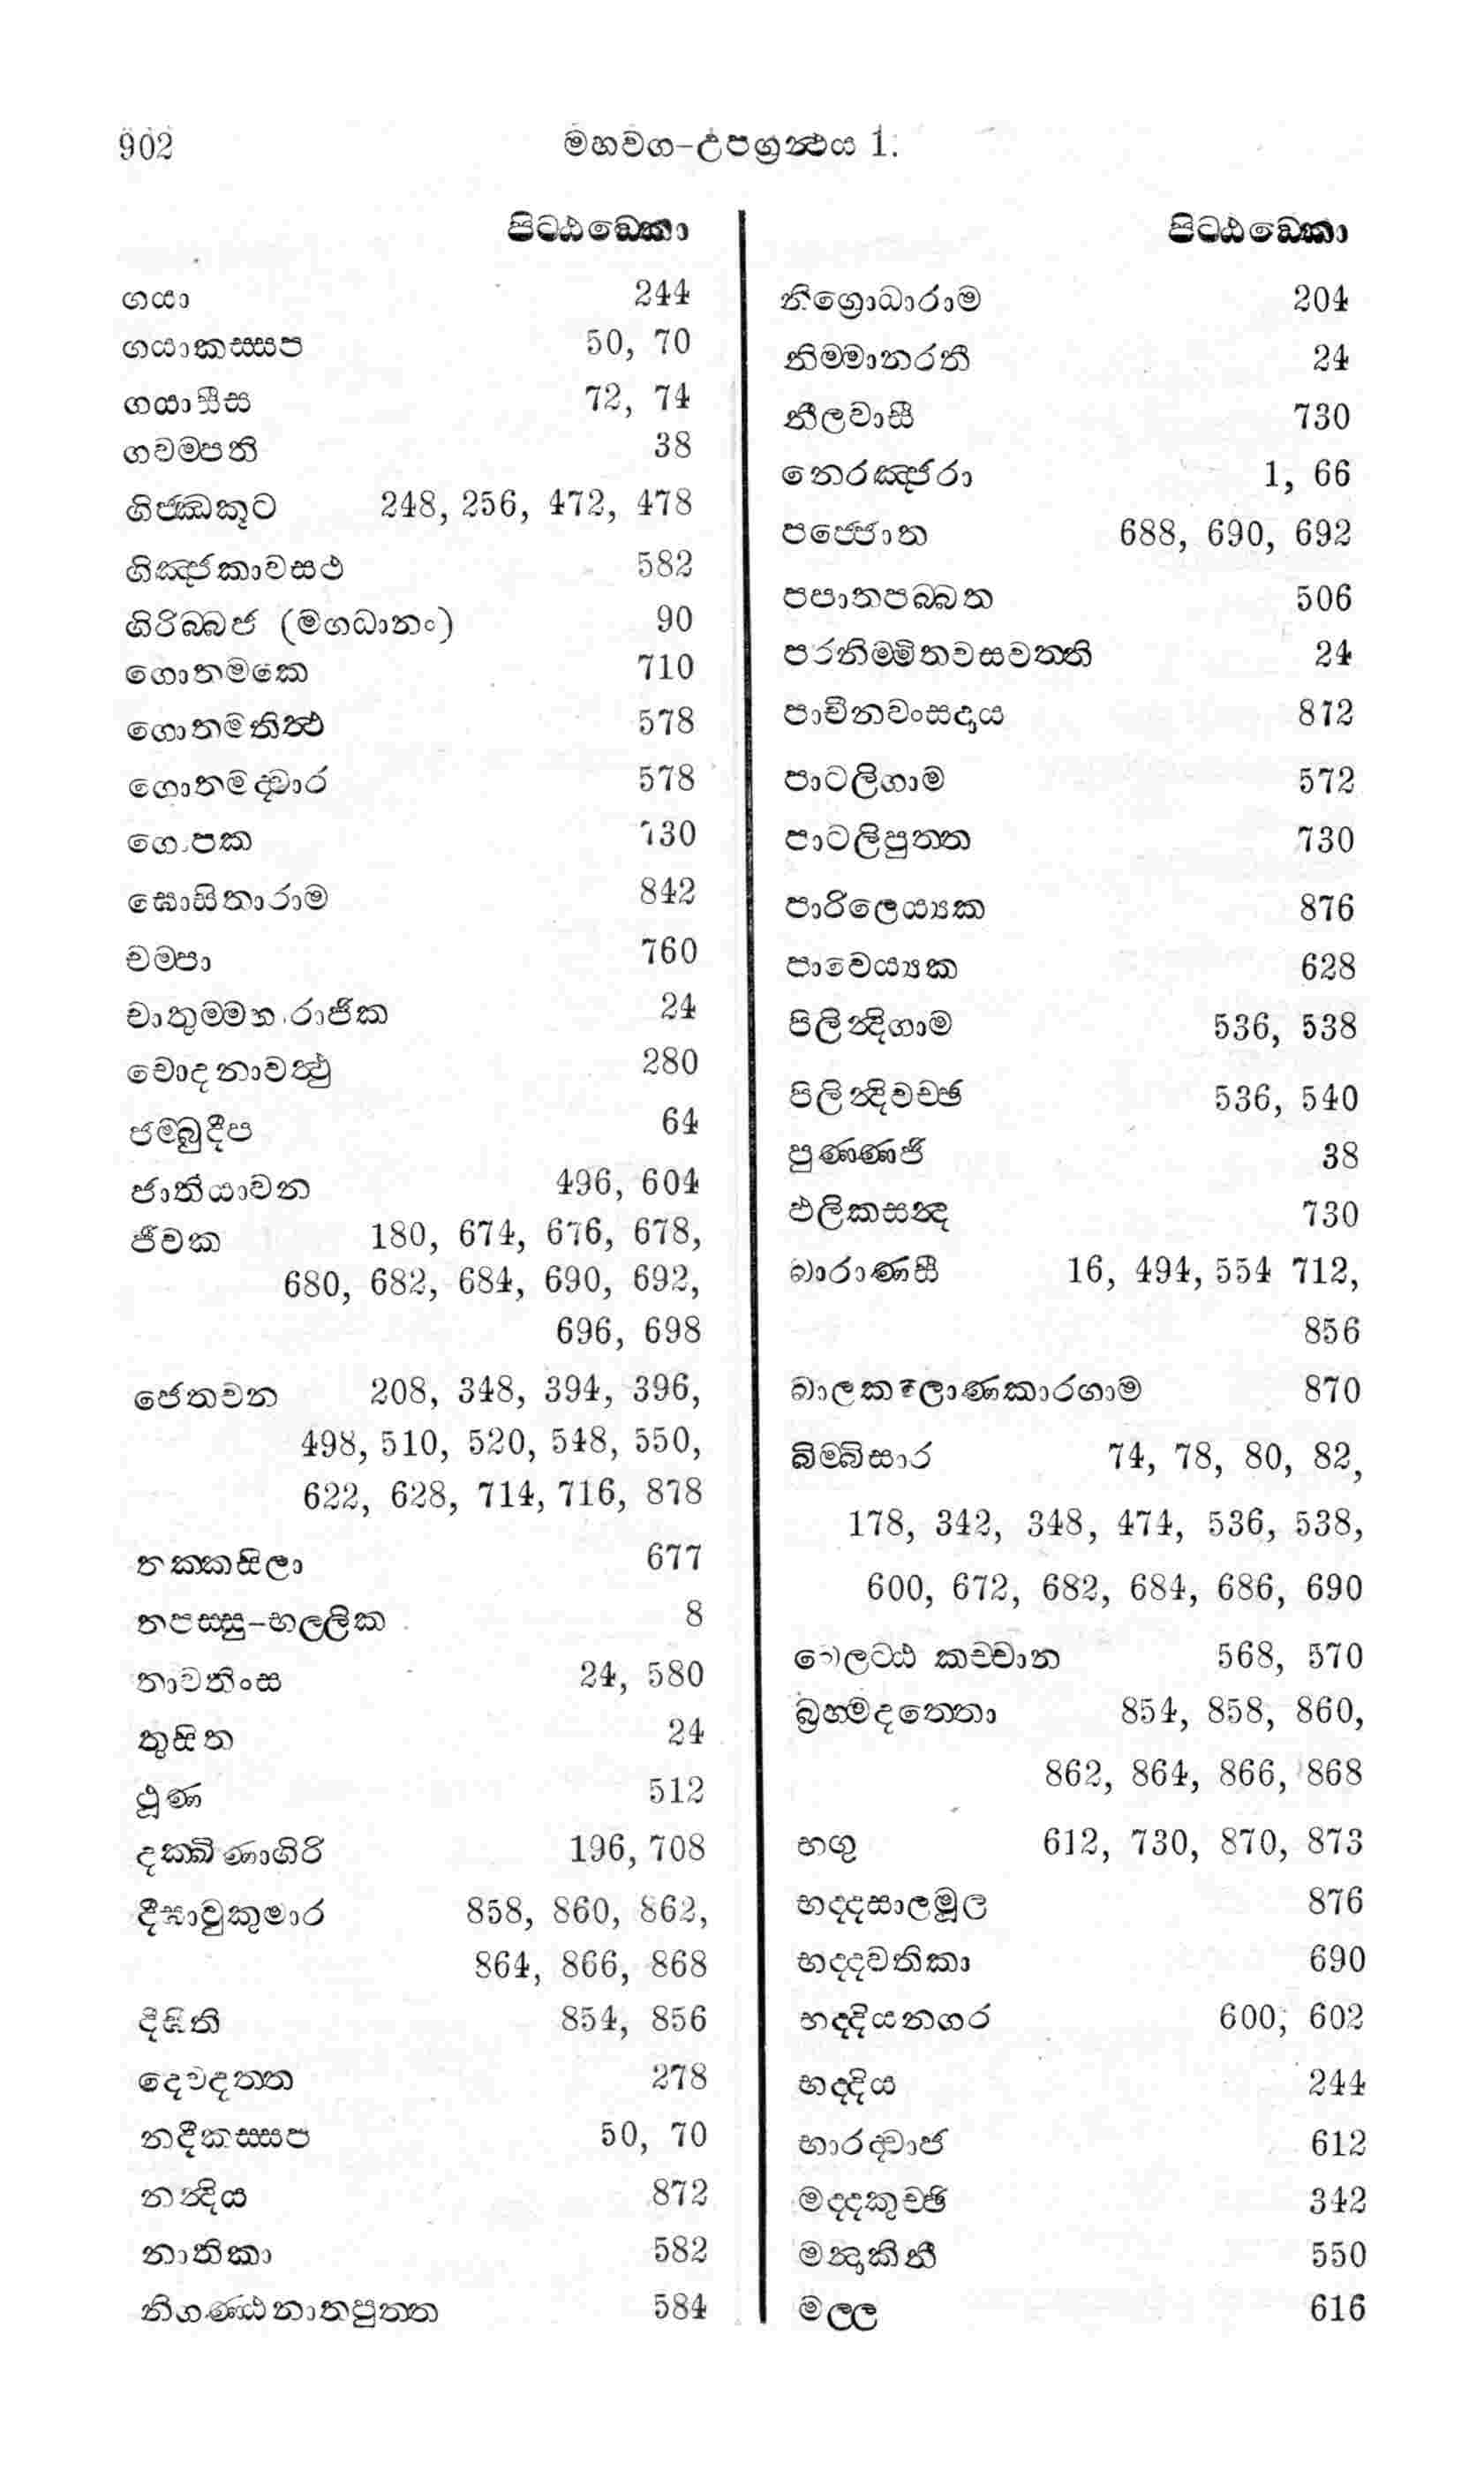 902 මහවග-උපග්‍රන්‍ථය 1.
පිට්ඨඞ්කො
ගයා 244
ගයාකස්සප 50, 70
ගයාසීස 72, 74
ගවම්පති 38
ගිජ්ඣකූට 248, 256, 472, 478
ගිඤ්ජකාවසථ 582
ගිරිබ්බජ (මගධානං) 90
ගොතමකෙ 710
ගොතමතිත්‍ථ 578
ගොතමද්වාර 578
ගොපක 730
ඝොසිතාරාම 842
චම්පා 760
චාතුම්මහාරාජික 24
චොදනාවත්‍ථු 280
ජම්බුදීප 64
ජාතියාවන 496, 604
ජීවක 180, 674, 676, 678,
680, 682, 684, 690, 692,
696, 698
ජෙතවන 208, 348, 394, 396,
498, 510, 520, 548, 550,
622, 628, 714, 716, 878
තක්කසිලා 677
තපස්සු-භල්ලික 8
තාවතිංස 24, 580
තුසිත 24
ථූණ 512
දක්ඛිණාගිරි 196, 708
දීඝාවුකුමාර 858, 860, 862,
864, 866, 868
දීඝිති 854, 856
දෙවදත්ත 278
නදීකස්සප 50, 70
නන්‍දිය 872
නාතිකා 582
නිගණ්ඨනාතපුත්ත 584
පිට්ඨඞ්කො
නිග්‍රොධාරාම 204
නිම්මානරතී 24
නීලවාසී 730
නෙරඤ්ජරා 1, 66
පජ්ජොත 688, 690, 692
පපාතපබ්බත 506
පරනිම්මිතවසවත්ති 24
පාචීනවංසදාය 872
පාටලිගාම 572
පාටලිපුත්ත 730
පාරිලෙය්‍යක 876
පාවෙය්‍යක 628
පිලින්‍දිගාම 536, 538
පිලින්‍දිවච්ඡ 536, 540
පුණ්ණජි 38
ඵලිකසන්‍ද 730
බාරාණසී 16, 494, 554 712,
856
බාලකලොණකාරගාම 870
බිම්බිසාර 74, 78, 80, 82,
178, 342, 348, 474, 536, 538,
600, 672, 682, 684, 686, 690
බෙලට්ඨ කච්චාන 568, 570
බ්‍රහ්මදත්තො 854, 858, 860,
862, 864, 866, 868
භගු 612, 730, 870, 873
භද්දසාලමූල 876
භද්දවතිකා 690
භද්දියනගර 600, 602
භද්දිය 244
භාරද්වාජ 612
මද්දකුච්ඡි 342
මන්‍දාකිනී 550
මල්ල 616